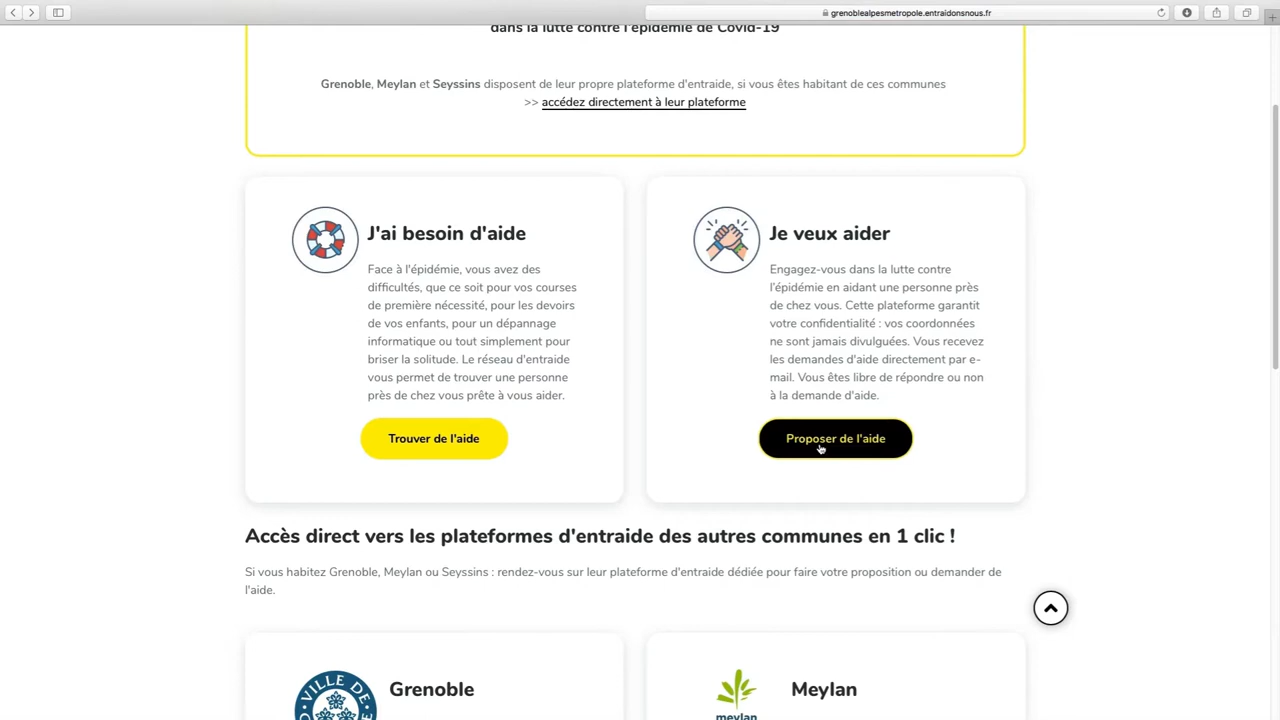 grenoblealpesmetropole.entraidonsnous.fr
dans la lutte contre l'épidémie de Covid-19
Grenoble, Meylan et Seyssins disposent de leur propre plateforme d'entraide, si vous êtes habitant de ces communes
>> accédez directement à leur plateforme
J'ai besoin d'aide
Face à l'épidémie, vous avez des
difficultés, que ce soit pour vos courses
de première nécessité, pour les devoirs
de vos enfants, pour un dépannage
informatique ou tout simplement pour
briser la solitude. Le réseau d'entraide
vous permet de trouver une personne
près de chez vous prête à vous aider.
Trouver de l'aide
Je veux aider
Engagez-vous dans la lutte contre
l'épidémie en aidant une personne près
de chez vous. Cette plateforme garantit
votre confidentialité : vos coordonnées
ne sont jamais divulguées. Vous recevez
les demandes d'aide directement par e-
mail. Vous êtes libre de répondre ou non
à la demande d'aide.
Proposer de l'aide
Accès direct vers les plateformes d'entraide des autres communes en 1 clic !
Si vous habitez Grenoble, Meylan ou Seyssins : rendez-vous sur leur plateforme d'entraide dédiée pour faire votre proposition ou demander de
l'aide.
VILLE DE
Grenoble
meylan
Meylan